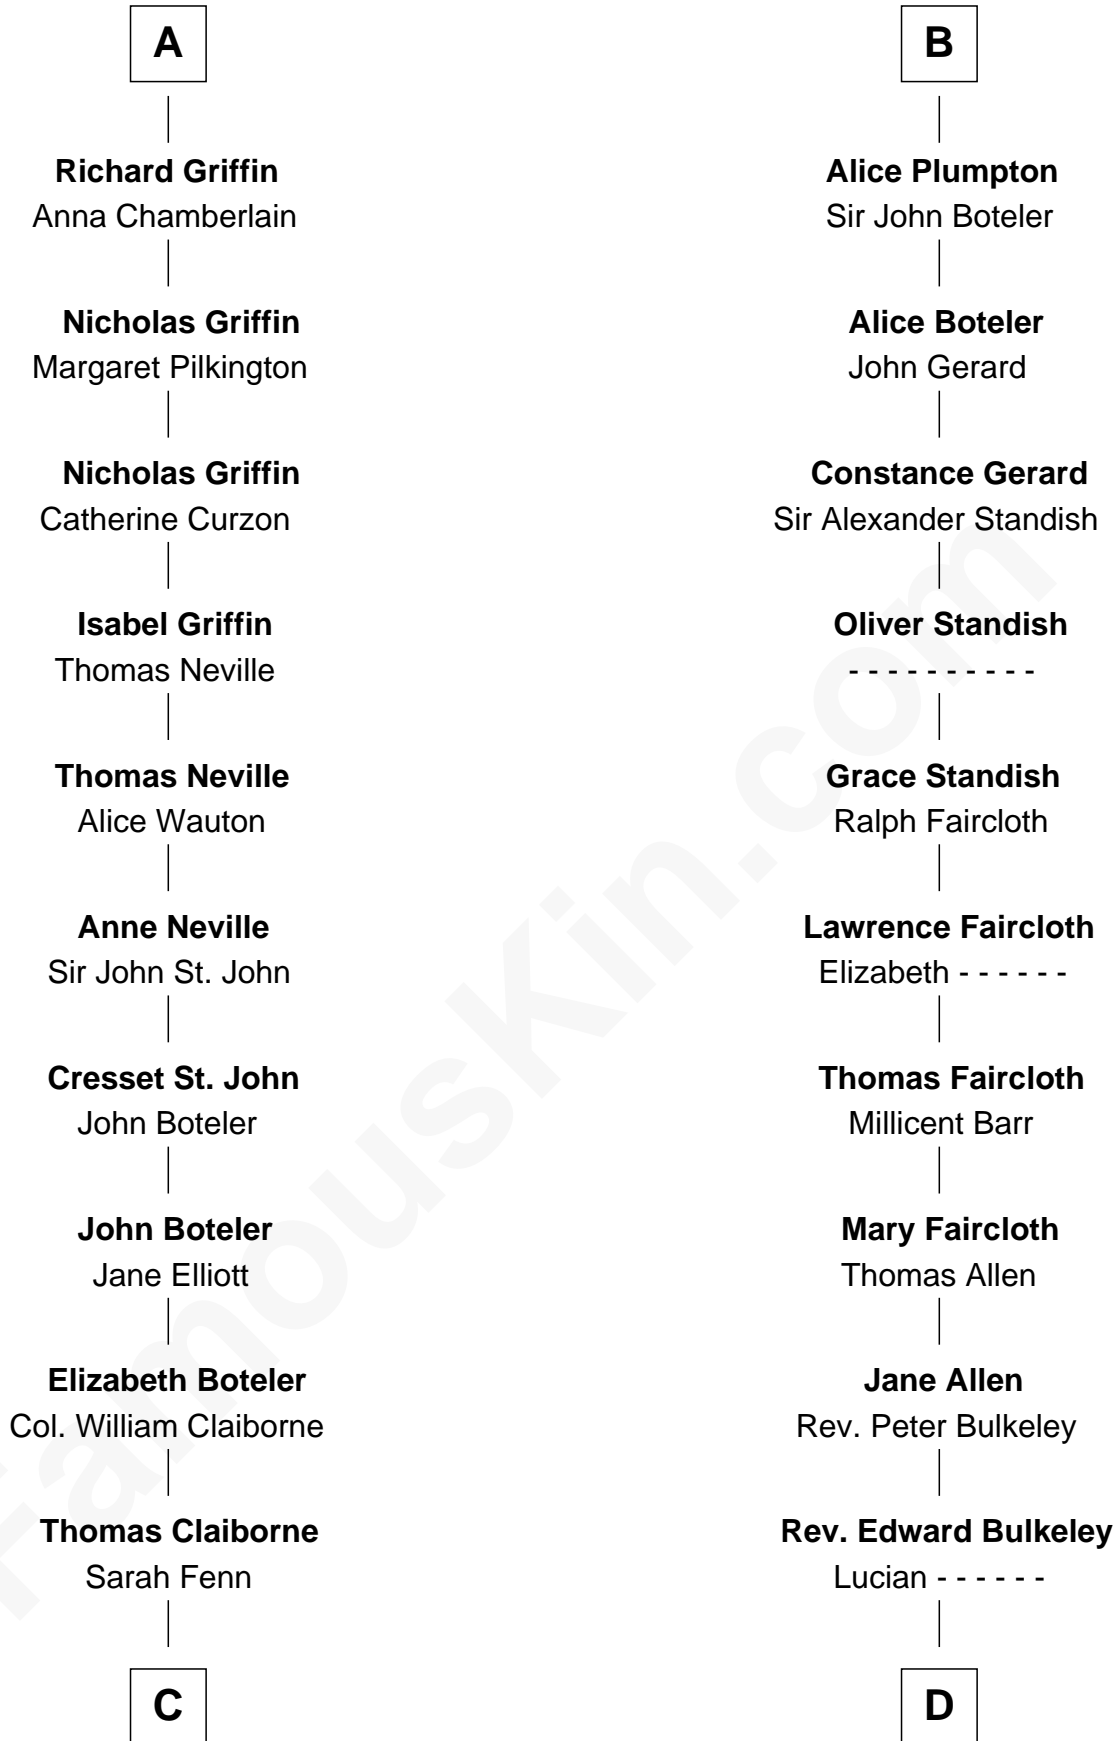 A
Richard Griffin
Anna Chamberlain
Nicholas Griffin
Margaret Pilkington
Nicholas Griffin
Catherine Curzon
Isabel Griffin
Thomas Neville
Thomas Neville
Alice Wauton
Anne Neville
Sir John St. John
Cresset St. John
John Boteler
John Boteler
Jane Elliott
Elizabeth Boteler
Col. William Claiborne
Thomas Claiborne
Sarah Fenn
C
B
Alice Plumpton
Sir John Boteler
Alice Boteler
John Gerard
Constance Gerard
Sir Alexander Standish
Oliver Standish
- - - - - - - - - -
Grace Standish
Ralph Faircloth
Lawrence Faircloth
Elizabeth - - - - - -
Thomas Faircloth
Millicent Barr
Mary Faircloth
Thomas Allen
Jane Allen
Rev. Peter Bulkeley
Rev. Edward Bulkeley
Lucian - - - - - -
D
FamousKin.com